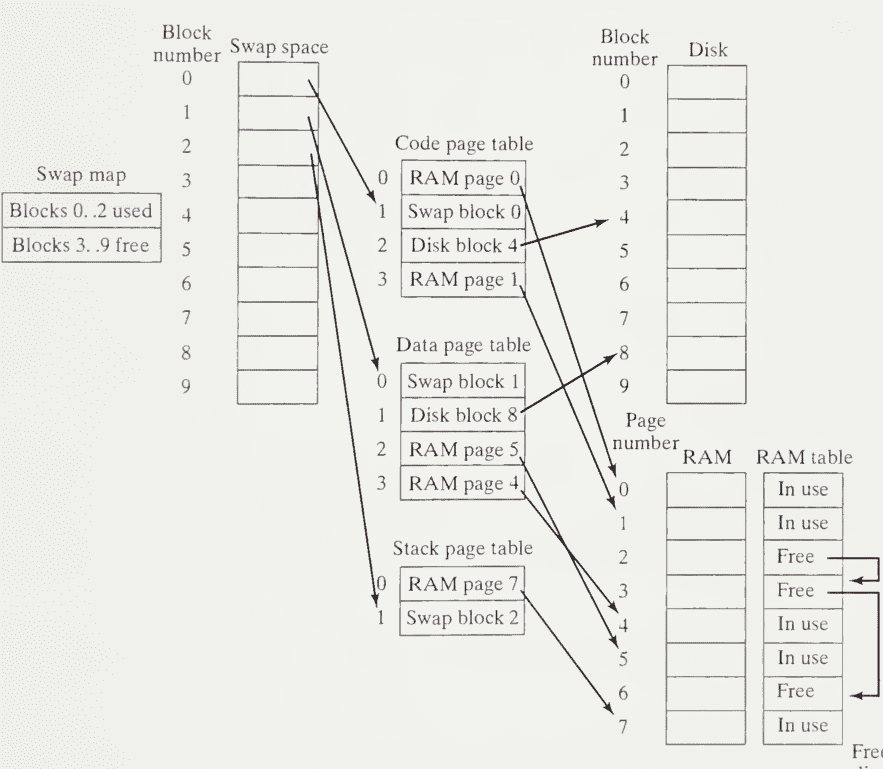 Block
number
Swap space
0
1
2
3
4
5
6
7
8
9
Swap map
Blocks 0. .2 used
Blocks 3. .9 free
Code page table
0 RAM page 0
1 Swap block 0
2 Disk block 4
3 RAM page 1
Data page table
0 Swap block 1
1 Disk block 8
2 RAM page 5
3 RAM page 4
Stack page table
0 RAM page 7
1 Swap block 2
Block
number
Disk
0
1
2
3
4
5
6
7
8
9
Page
number
RAM
RAM table
0 In use
1 In use
2 Free
3 Free
4 In use
5 In use
6 Free
7 In use
Free